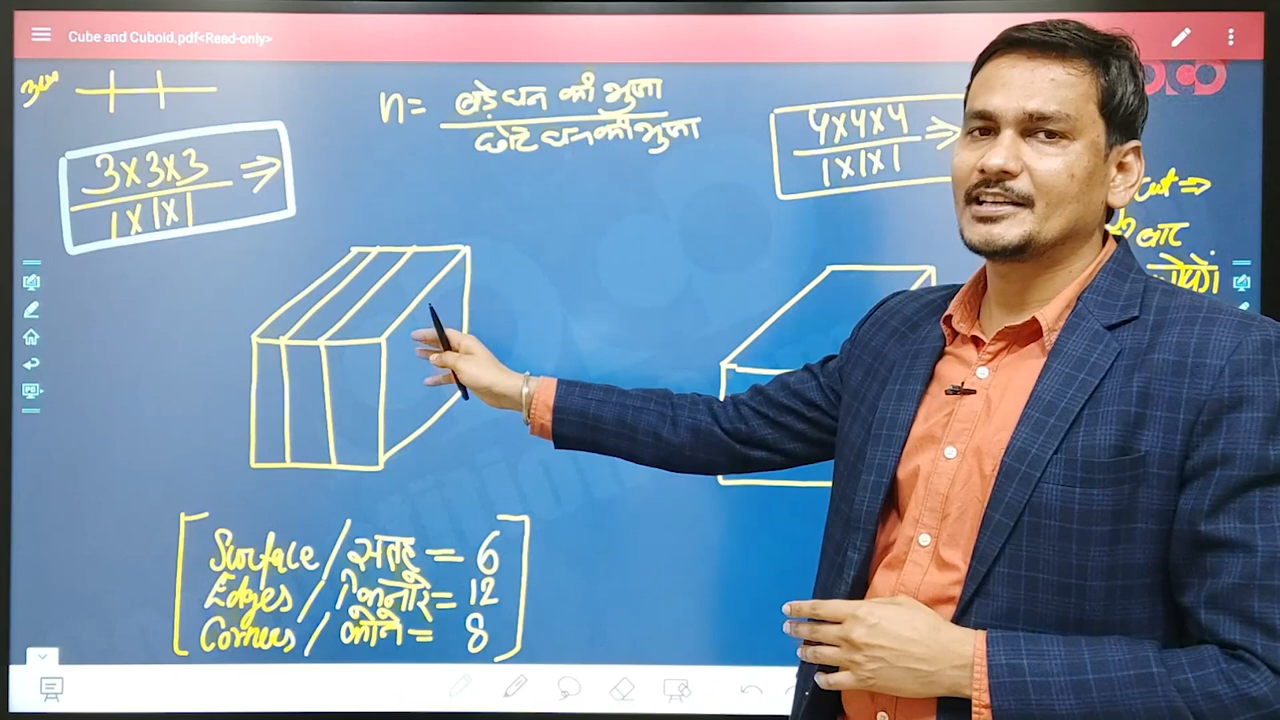 Cube and Cuboid.pdf<Read-only>
3cm
n= बड़े घन की भुजा
छोटे घन की भुजा
3x3x3 ⇒
1x1x1
4x4x4 ⇒
1x1x1
cut ⇒
बार
Surface / सतह = 6
Edges / किनारे = 12
Corners / कोने = 8